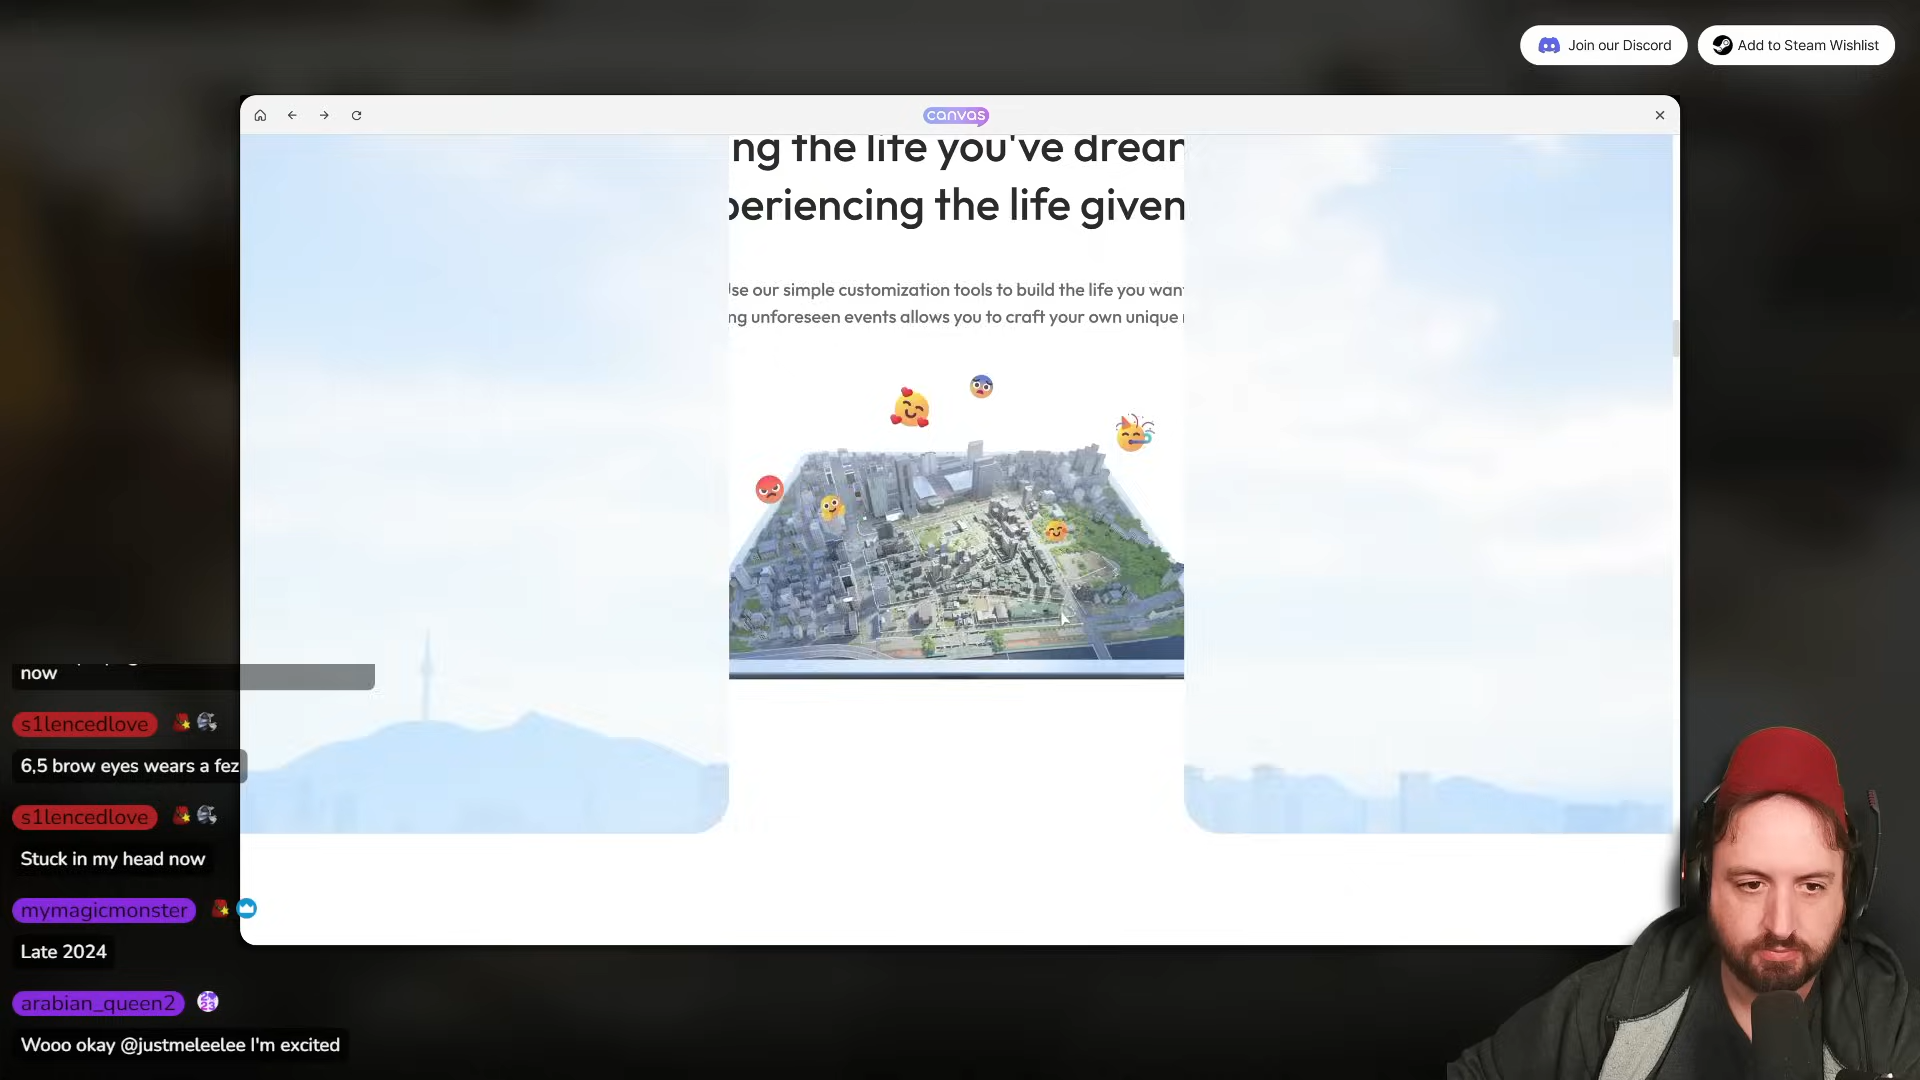 Join our Discord
Add to Steam Wishlist
canvas
ng the life you've drear
periencing the life given
Use our simple customization tools to build the life you want
ng unforeseen events allows you to craft your own unique
now
s1lencedlove
6,5 brow eyes wears a fez
s1lencedlove
Stuck in my head now
mymagicmonster
Late 2024
arabian_queen2
Wooo okay @justmeleelee I'm excited